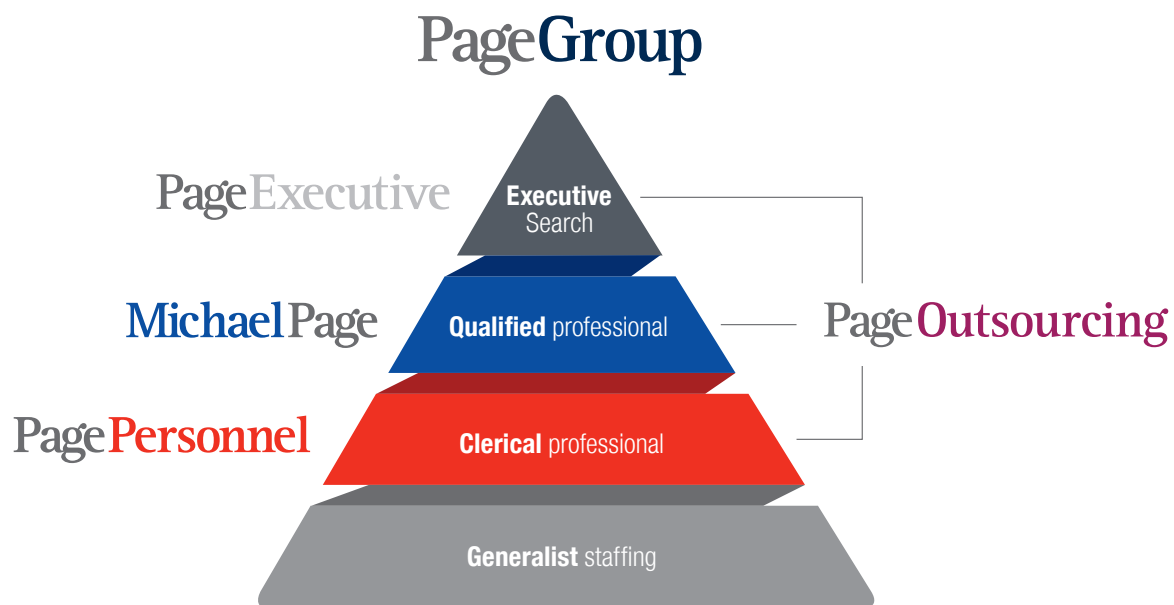 PageGroup
PageExecutive
Executive
Search
MichaelPage
Qualified professional
PageOutsourcing
PagePersonnel
Clerical professional
Generalist staffing